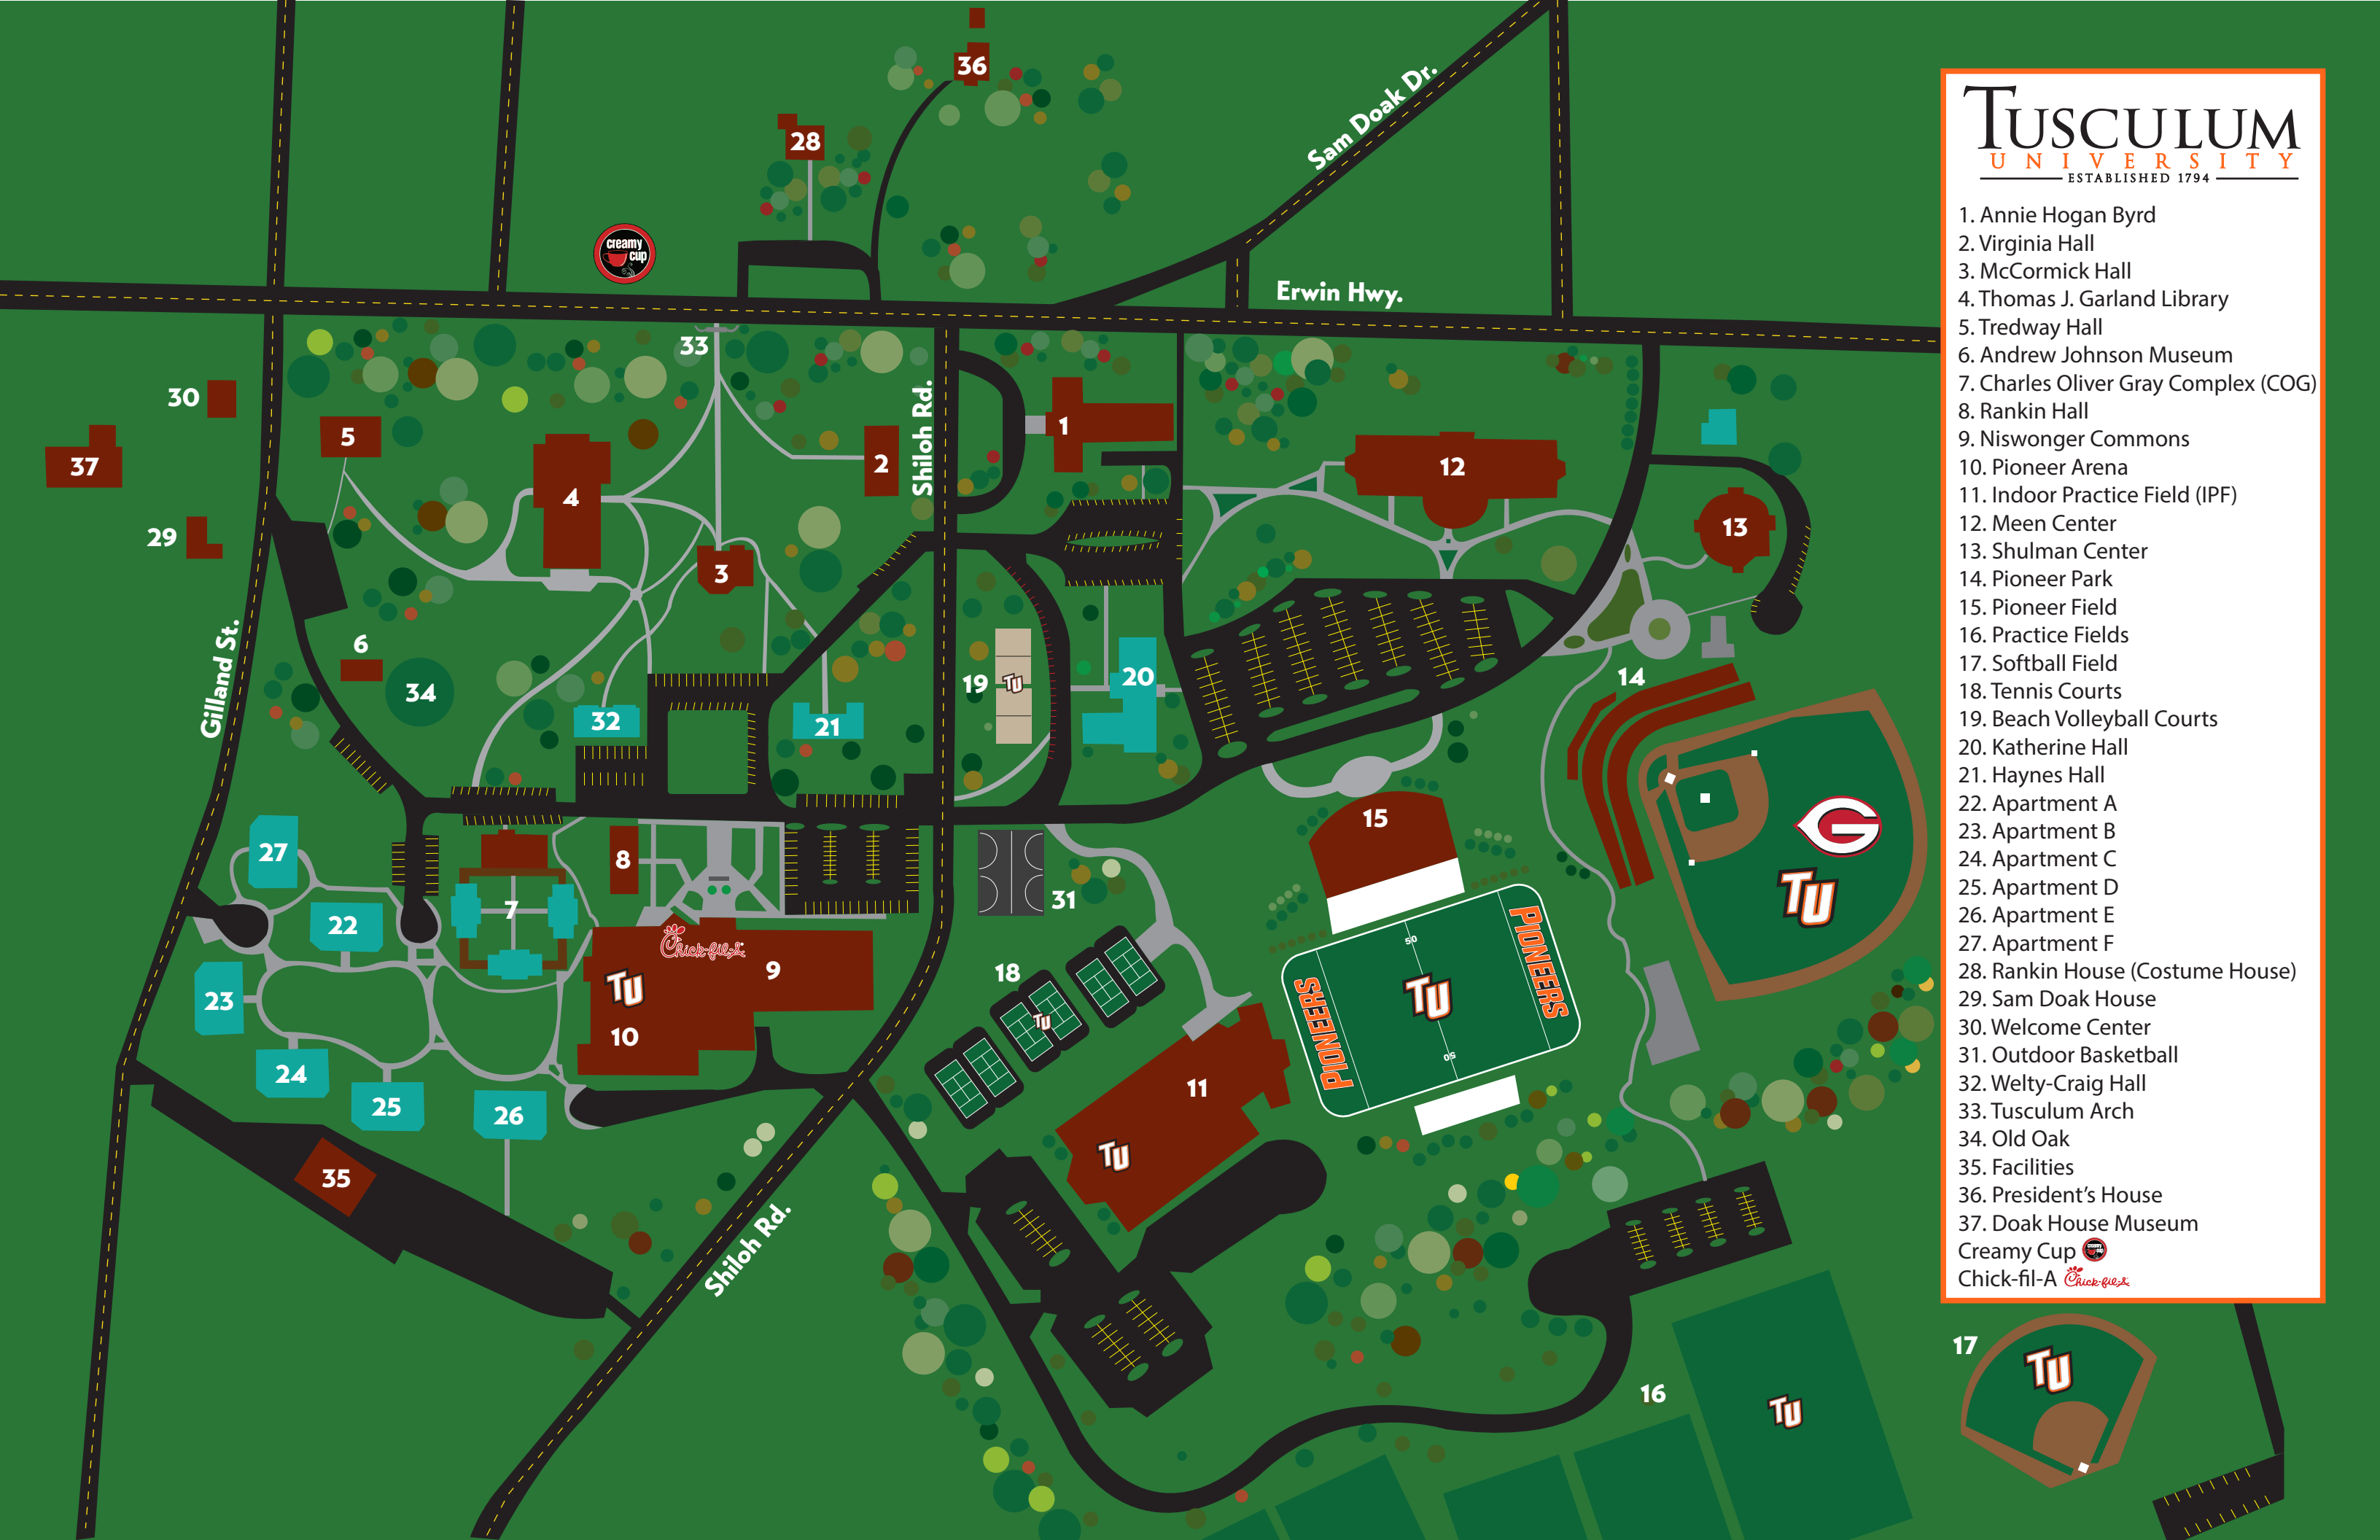 36
Sam Doak Dr.
28
creamy
cup
Erwin Hwy.
33
30
Shiloh Rd.
5
1
37
2
12
4
13
29
3
6
Gilland St.
34
19
TU
20
14
32
21
15
27
8
G
31
7
22
TU
50
PIONEERS
Chick-fil-A
9
18
TU
23
TU
TU
PIONEERS
10
50
24
11
25
26
TU
35
Shiloh Rd.
16
TU
17
TU
TUSCULUM
UNIVERSITY
ESTABLISHED 1794
1. Annie Hogan Byrd
2. Virginia Hall
3. McCormick Hall
4. Thomas J. Garland Library
5. Tredway Hall
6. Andrew Johnson Museum
7. Charles Oliver Gray Complex (COG)
8. Rankin Hall
9. Niswonger Commons
10. Pioneer Arena
11. Indoor Practice Field (IPF)
12. Meen Center
13. Shulman Center
14. Pioneer Park
15. Pioneer Field
16. Practice Fields
17. Softball Field
18. Tennis Courts
19. Beach Volleyball Courts
20. Katherine Hall
21. Haynes Hall
22. Apartment A
23. Apartment B
24. Apartment C
25. Apartment D
26. Apartment E
27. Apartment F
28. Rankin House (Costume House)
29. Sam Doak House
30. Welcome Center
31. Outdoor Basketball
32. Welty-Craig Hall
33. Tusculum Arch
34. Old Oak
35. Facilities
36. President's House
37. Doak House Museum
Creamy Cup creamy cup
Chick-fil-A Chick-fil-A